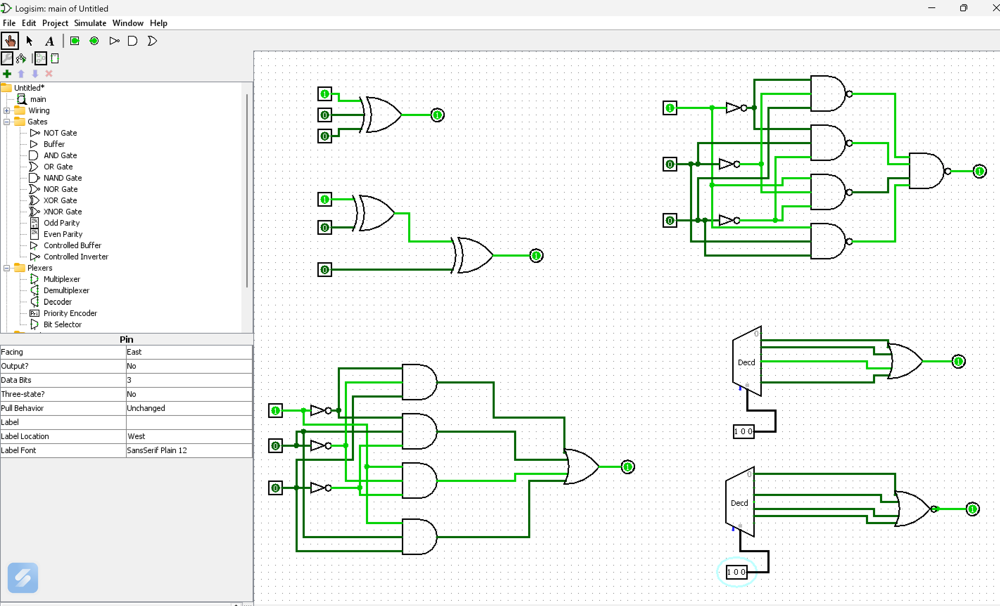 Logisim: main of Untitled
File Edit Project Simulate Window Help
A
Untitled*
main
Wiring
Gates
NOT Gate
Buffer
AND Gate
OR Gate
NAND Gate
NOR Gate
XOR Gate
XNOR Gate
2k+1 Odd Parity
2k Even Parity
Controlled Buffer
Controlled Inverter
Plexers
Multiplexer
Demultiplexer
Decoder
Pri Priority Encoder
Bit Selector
Pin
Facing East
Output? No
Data Bits 3
Three-state? No
Pull Behavior Unchanged
Label
Label Location West
Label Font SansSerif Plain 12
1
0 1
0
1
0
1
0
1
0
1
0
1
0
0
1
0
Decd
1
1 0 0
0
Decd
1
1 0 0